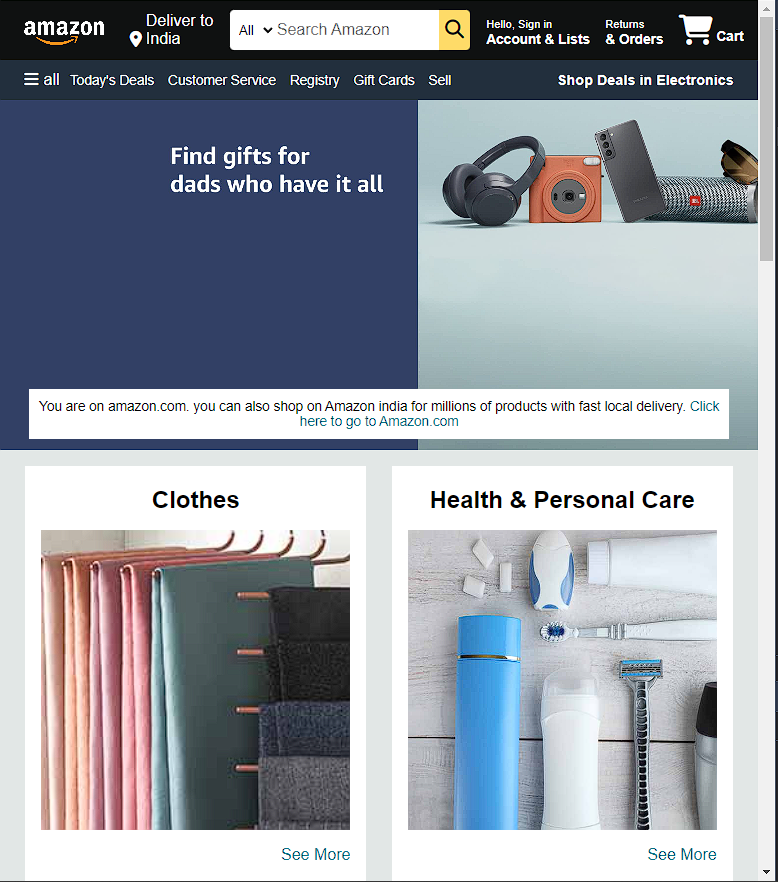 amazon
Deliver to
India
All
Search Amazon
Hello, Sign in
Account & Lists
Returns
& Orders
Cart
all
Today's Deals
Customer Service
Registry
Gift Cards
Sell
Shop Deals in Electronics
Find gifts for
dads who have it all
JBL
You are on amazon.com. you can also shop on Amazon india for millions of products with fast local delivery. Click
here to go to Amazon.com
Clothes
Health & Personal Care
See More
See More